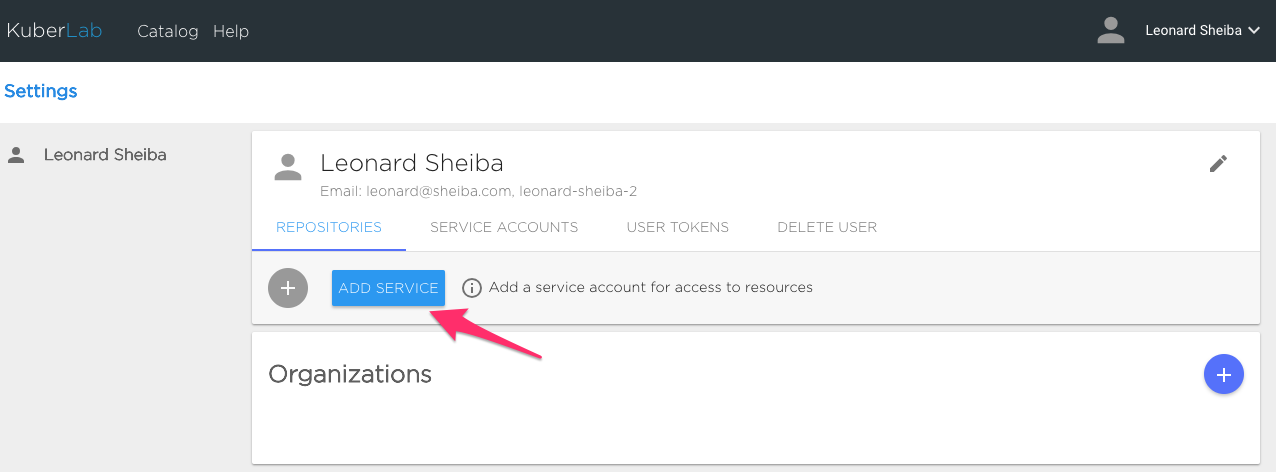 KuberLab Catalog Help Leonard Sheiba
Settings
Leonard Sheiba
Leonard Sheiba
Email: leonard@sheiba.com, leonard-sheiba-2
REPOSITORIES SERVICE ACCOUNTS USER TOKENS DELETE USER
ADD SERVICE Add a service account for access to resources
Organizations